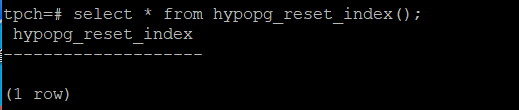 tpch=# select * from hypopg_reset_index();
 hypopg_reset_index
--------------------
(1 row)